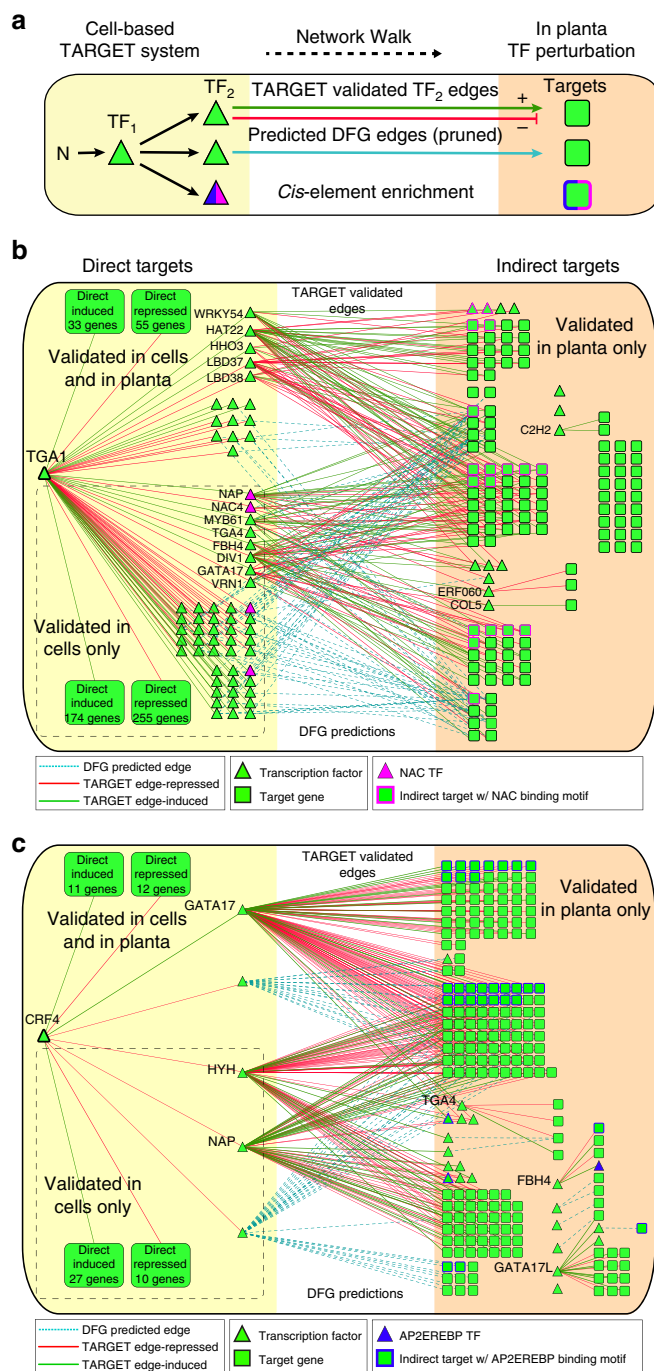 a
Cell-based
TARGET system
Network Walk
In planta
TF perturbation
TF2
TARGET validated TF2 edges
Targets
+
−
TF1
N
Predicted DFG edges (pruned)
Cis-element enrichment
b
Direct targets
Indirect targets
Direct
induced
33 genes
Direct
repressed
55 genes
TARGET validated
edges
Validated in cells
and in planta
Validated
in planta only
WRKY54
HAT22
HHO3
LBD37
LBD38
C2H2
TGA1
NAP
NAC4
MYB61
TGA4
FBH4
DIV1
GATA17
VRN1
ERF060
COL5
Validated in
cells only
Direct
induced
174 genes
Direct
repressed
255 genes
DFG predictions
DFG predicted edge
TARGET edge-repressed
TARGET edge-induced
Transcription factor
Target gene
NAC TF
Indirect target w/ NAC binding motif
c
Direct
induced
11 genes
Direct
repressed
12 genes
TARGET validated
edges
Validated in cells
and in planta
Validated
in planta only
GATA17
CRF4
HYH
TGA4
NAP
FBH4
GATA17L
Validated in
cells only
Direct
induced
27 genes
Direct
repressed
10 genes
DFG predictions
DFG predicted edge
TARGET edge-repressed
TARGET edge-induced
Transcription factor
Target gene
AP2EREBP TF
Indirect target w/ AP2EREBP binding motif